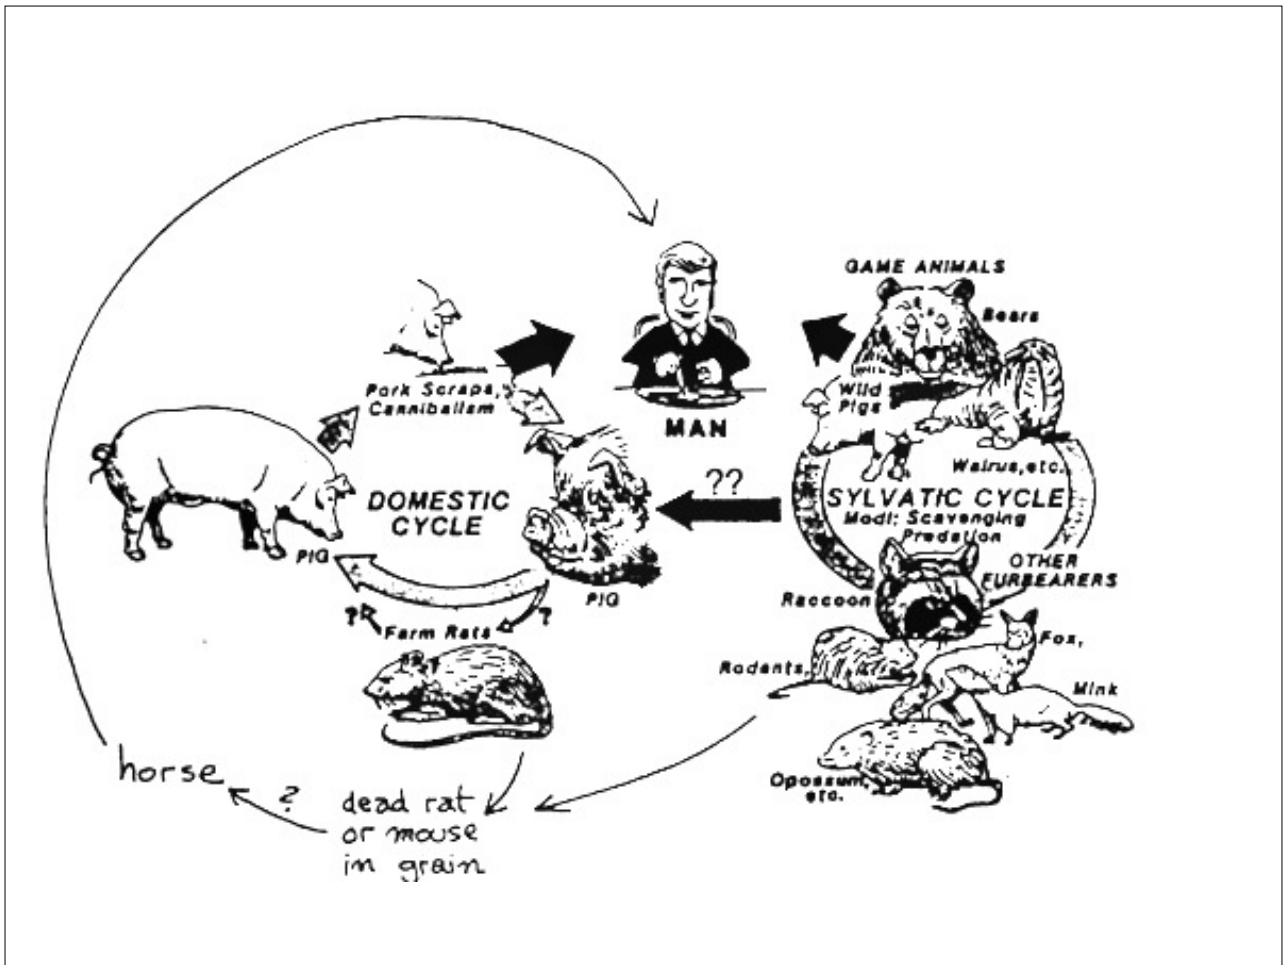 GAME ANIMALS
Bears
Wild
Pigs
Walrus, etc.
MAN
Pork Scraps,
Cannibalism
DOMESTIC
CYCLE
PIG
PIG
??
SYLVATIC CYCLE
Modi: Scavenging
Predation
OTHER
FURBEARERS
Raccoon
Fox,
Rodents,
Mink
Opossum,
etc.
?
?
Farm Rats
horse
?
dead rat
or mouse
in grain